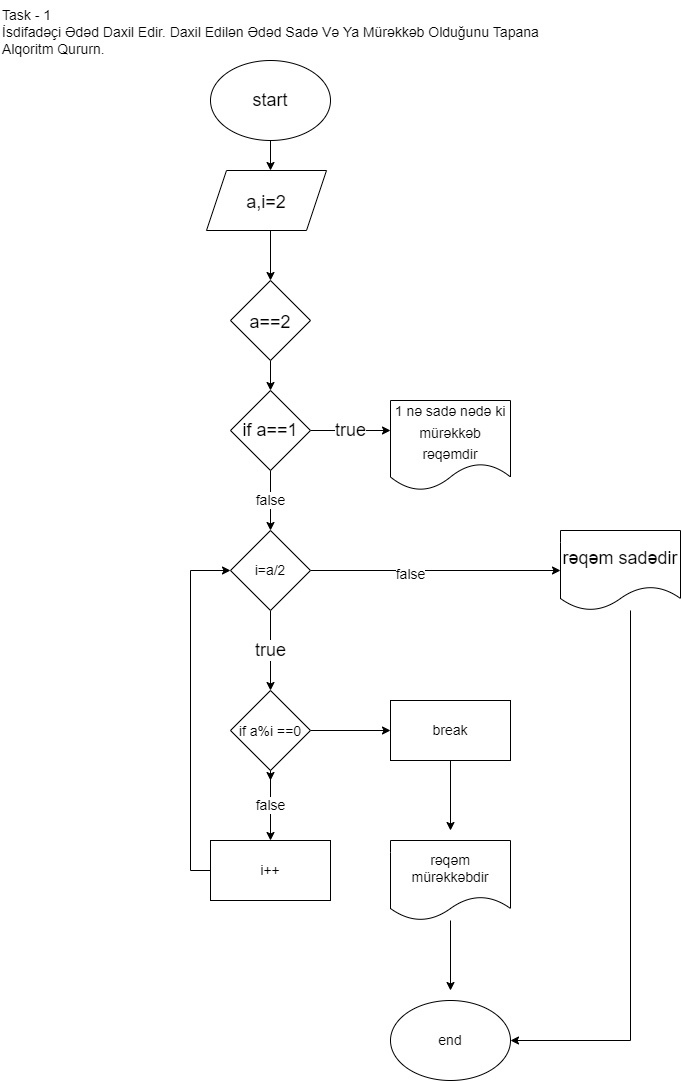 Task - 1
İsdifadəçi Ədəd Daxil Edir. Daxil Edilən Ədəd Sadə Və Ya Mürəkkəb Olduğunu Tapana
Alqoritm Qururn.
start
a,i=2
a==2
if a==1
true
1 nə sadə nədə ki
mürəkkəb
rəqəmdir
false
i=a/2
false
rəqəm sadədir
true
if a%i ==0
break
false
i++
rəqəm
mürəkkəbdir
end